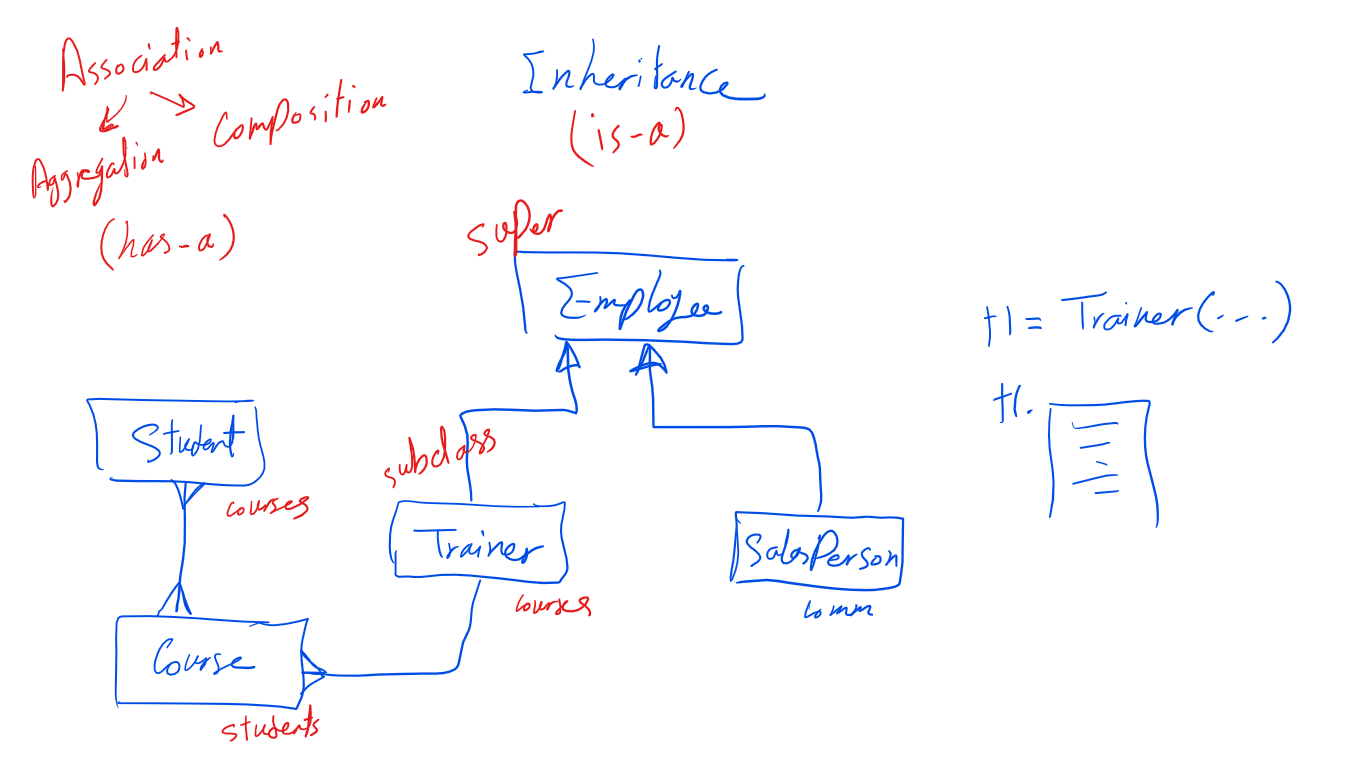 Association
Aggregation
Composition
(has-a)
Inheritance
(is-a)
super
Employee
subclass
Student
courses
Trainer
courses
SalesPerson
comm
Course
students
t1 = Trainer(...)
t1.